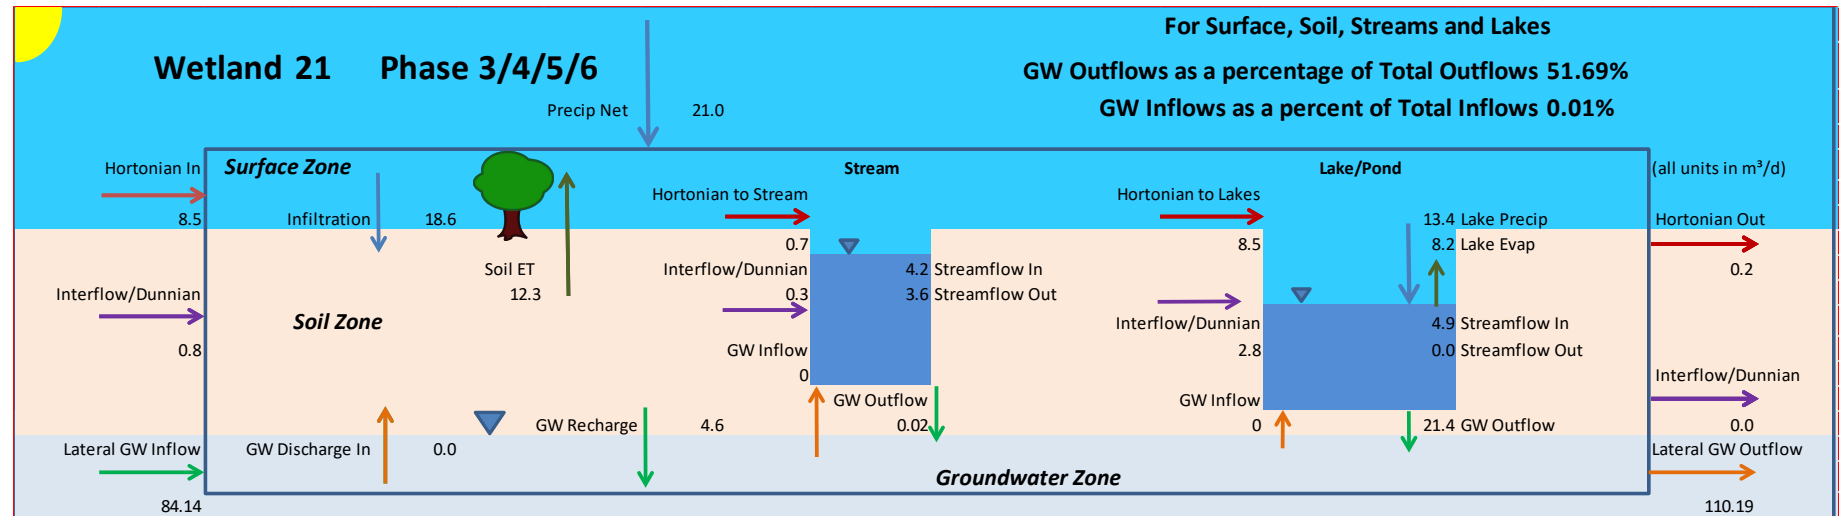 For Surface, Soil, Streams and Lakes
Wetland 21 Phase 3/4/5/6
GW Outflows as a percentage of Total Outflows 51.69%
GW Inflows as a percent of Total Inflows 0.01%
Precip Net 21.0
Hortonian In
8.5
Surface Zone
Infiltration 18.6
Soil ET
12.3
Stream
Hortonian to Stream
0.7
Interflow/Dunnian
0.3
4.2 Streamflow In
3.6 Streamflow Out
GW Inflow
0
GW Outflow
0.02
Lake/Pond
Hortonian to Lakes
8.5
13.4 Lake Precip
8.2 Lake Evap
Interflow/Dunnian
2.8
4.9 Streamflow In
0.0 Streamflow Out
GW Inflow
0
21.4 GW Outflow
(all units in m³/d)
Hortonian Out
0.2
Interflow/Dunnian
0.8
Soil Zone
Interflow/Dunnian
0.0
GW Recharge 4.6
Lateral GW Inflow
84.14
GW Discharge In 0.0
Groundwater Zone
Lateral GW Outflow
110.19